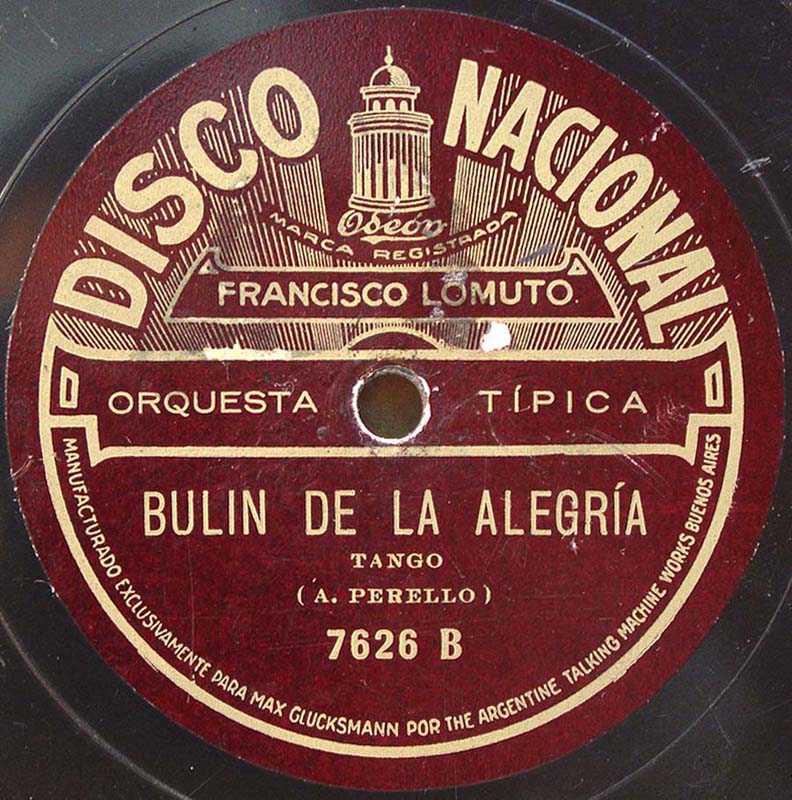 DISCO NACIONAL
Odeón
MARCA REGISTRADA
FRANCISCO LOMUTO
ORQUESTA TÍPICA
BULIN DE LA ALEGRÍA
TANGO
(A. PERELLO)
7626 B
MANUFACTURADO EXCLUSIVAMENTE PARA MAX GLUCKSMANN POR THE ARGENTINE TALKING MACHINE WORKS BUENOS AIRES